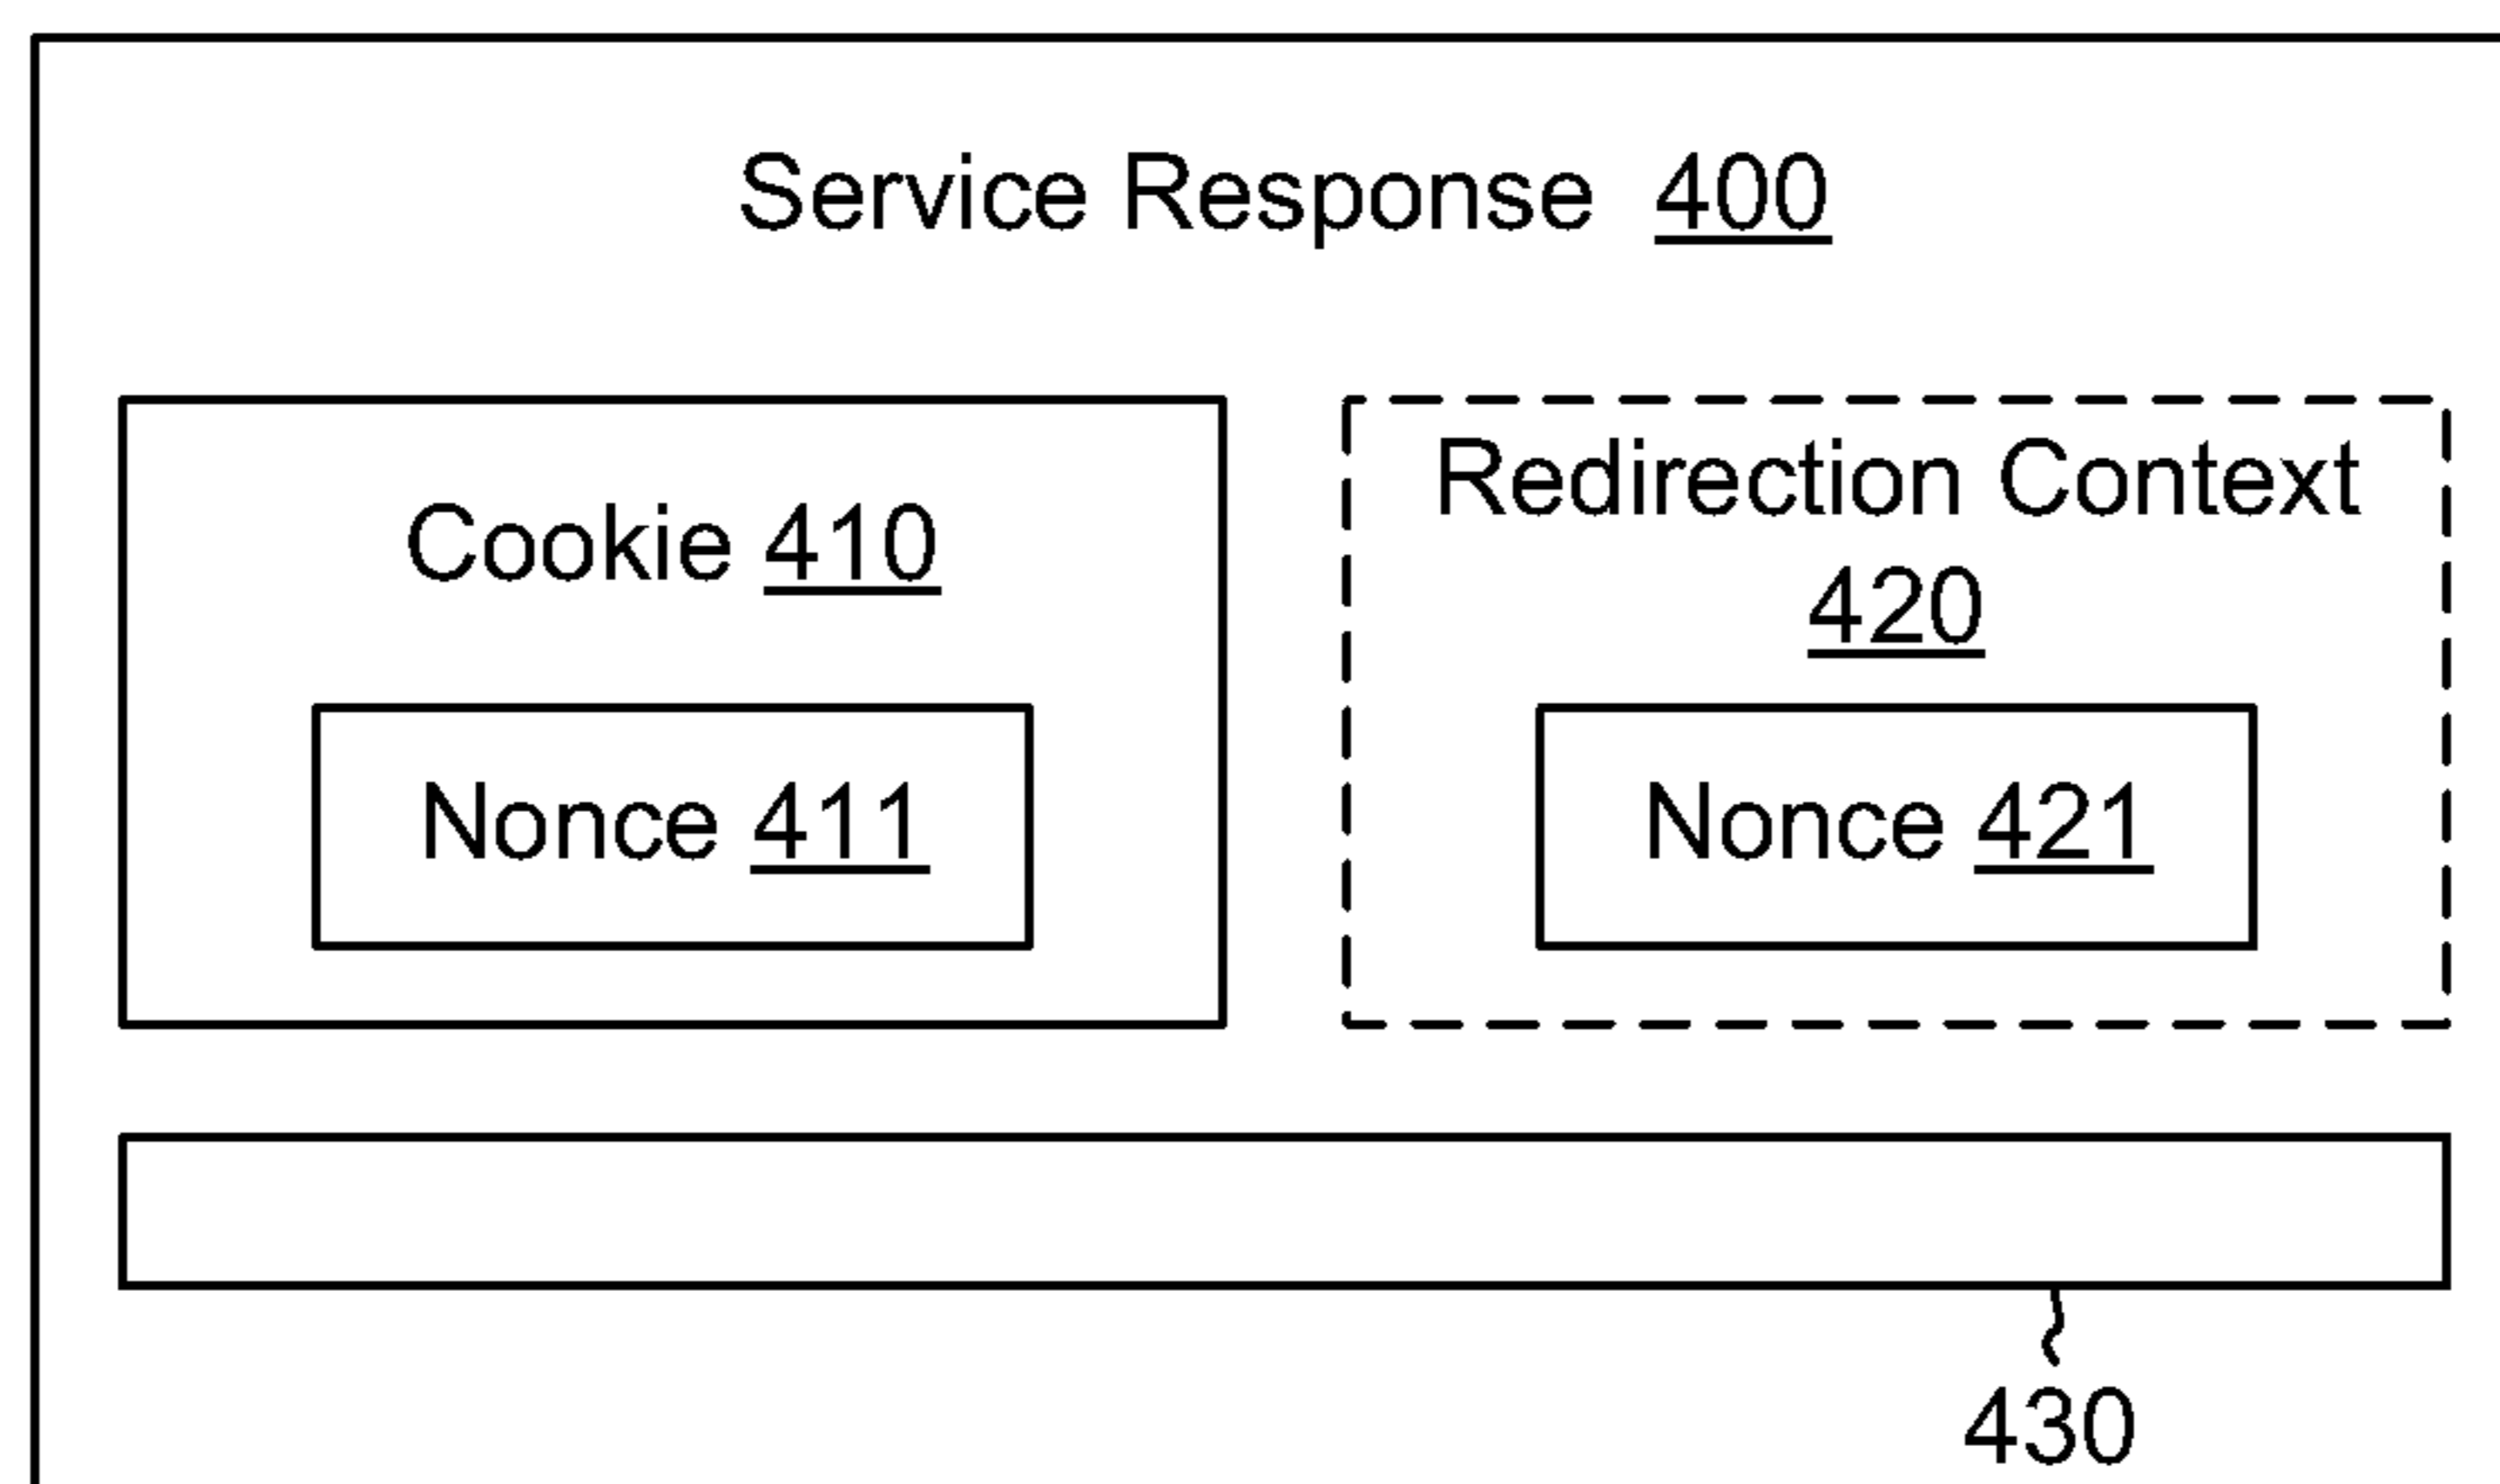 Service Response 400
Cookie 410
Nonce 411
Redirection Context
420
Nonce 421
430